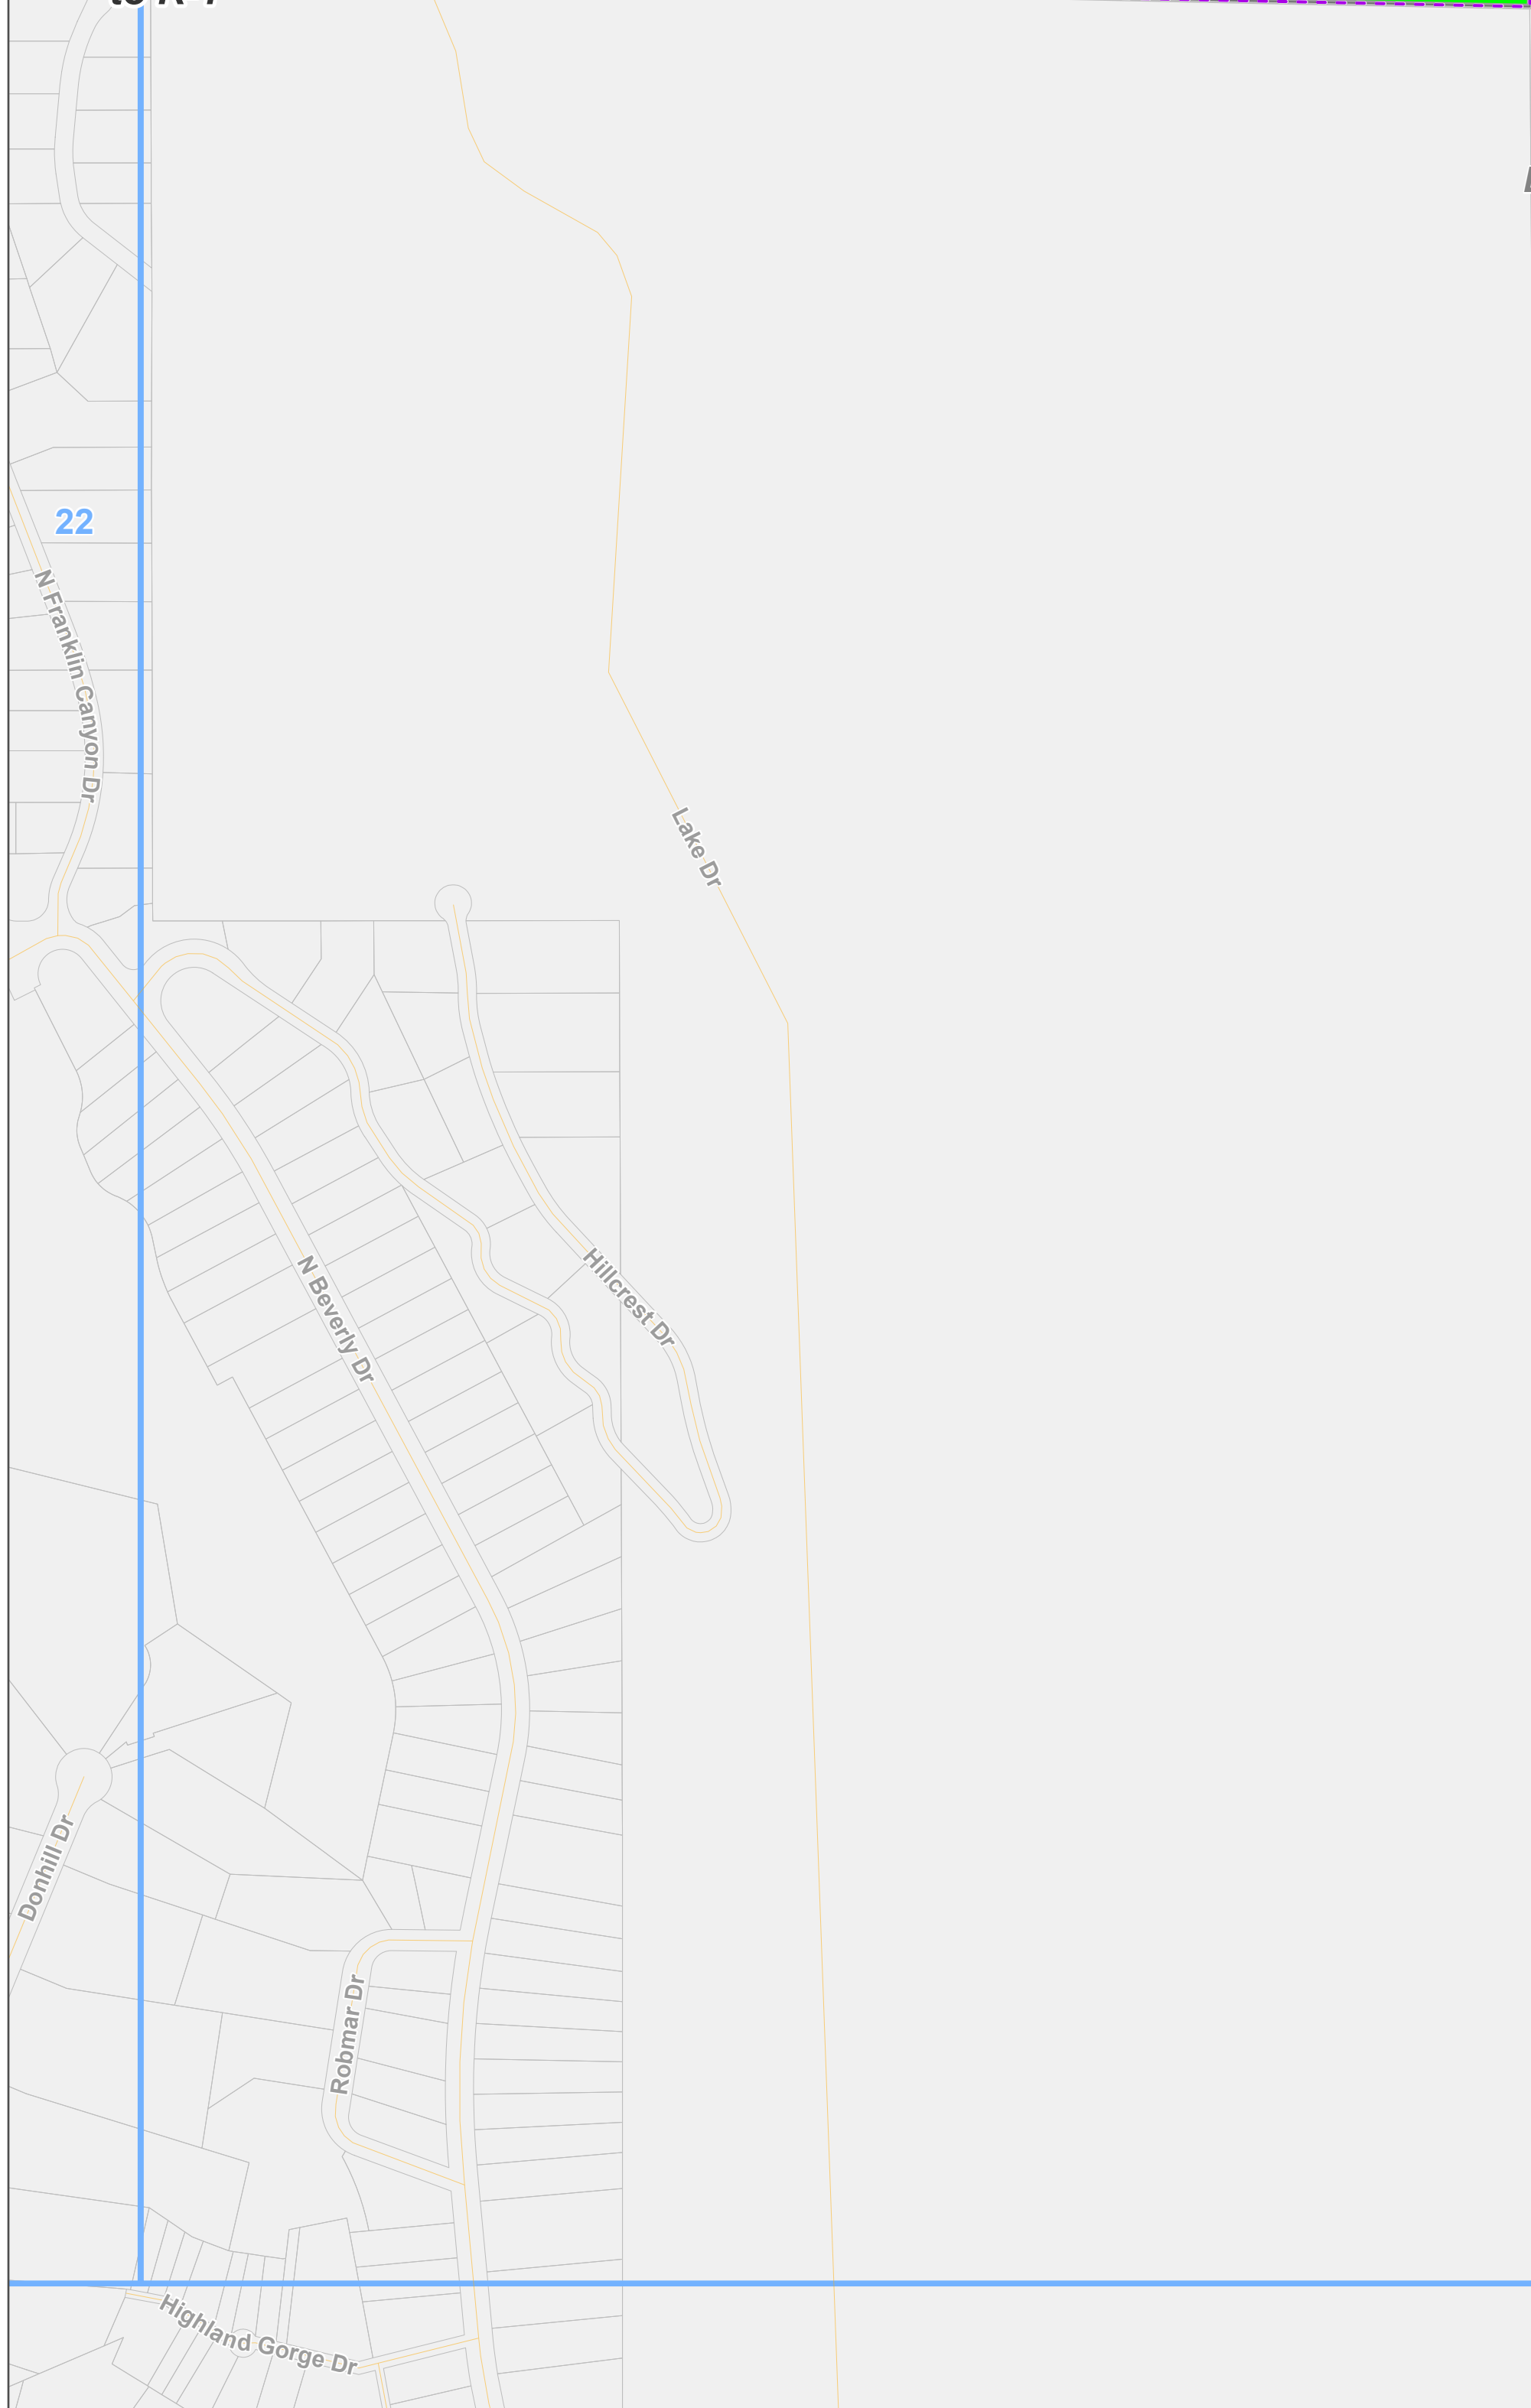 22
N Franklin Canyon Dr
Lake Dr
Hillcrest Dr
N Beverly Dr
Donhill Dr
Robmar Dr
Highland Gorge Dr